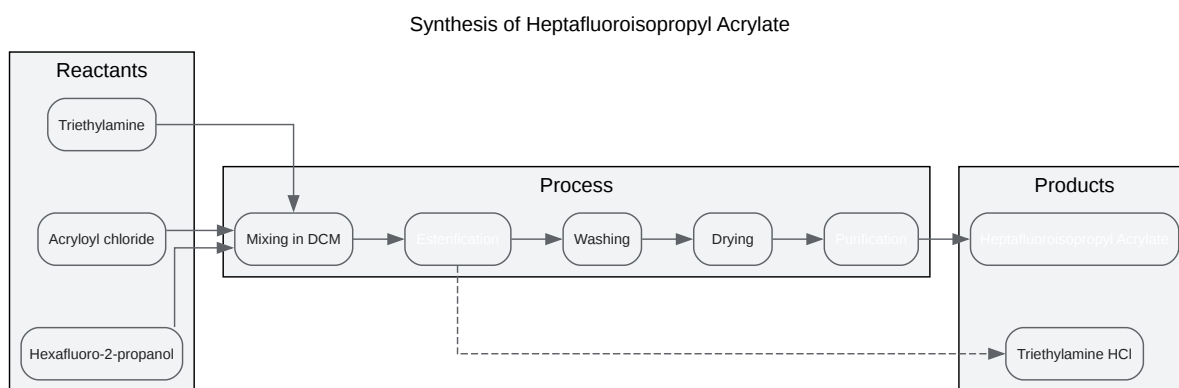 Synthesis of Heptafluoroisopropyl Acrylate
Reactants
Triethylamine
Acryloyl chloride
Hexafluoro-2-propanol
Process
Mixing in DCM
Esterification
Washing
Drying
Purification
Products
Heptafluoroisopropyl Acrylate
Triethylamine HCl